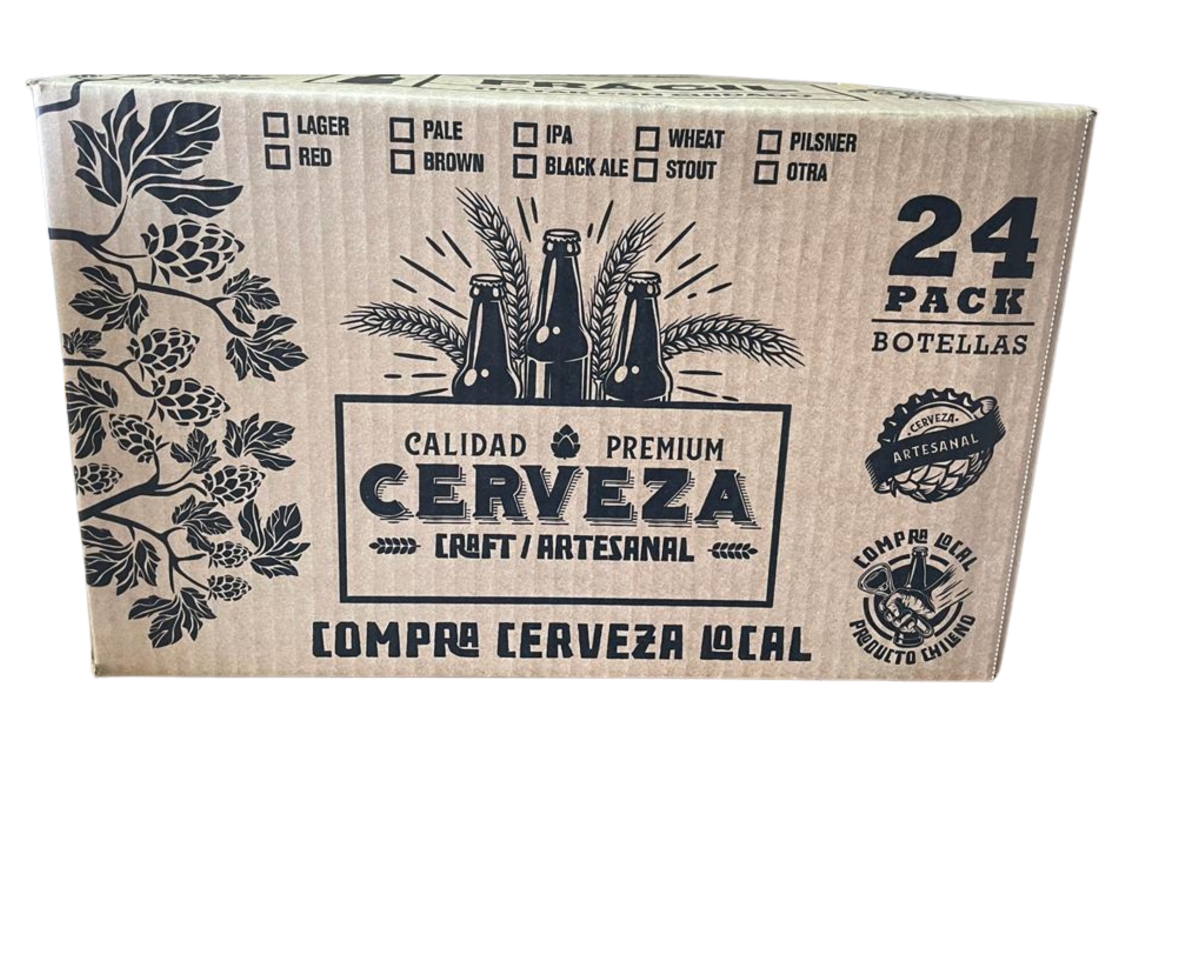 FRÁGIL
LAGER PALE IPA WHEAT PILSNER
RED BROWN BLACK ALE STOUT OTRA
24
PACK
BOTELLAS
CALIDAD PREMIUM
CERVEZA
CRAFT / ARTESANAL
COMPRA CERVEZA LOCAL
CERVEZA
ARTESANAL
COMPRA LOCAL
PRODUCTO CHILENO